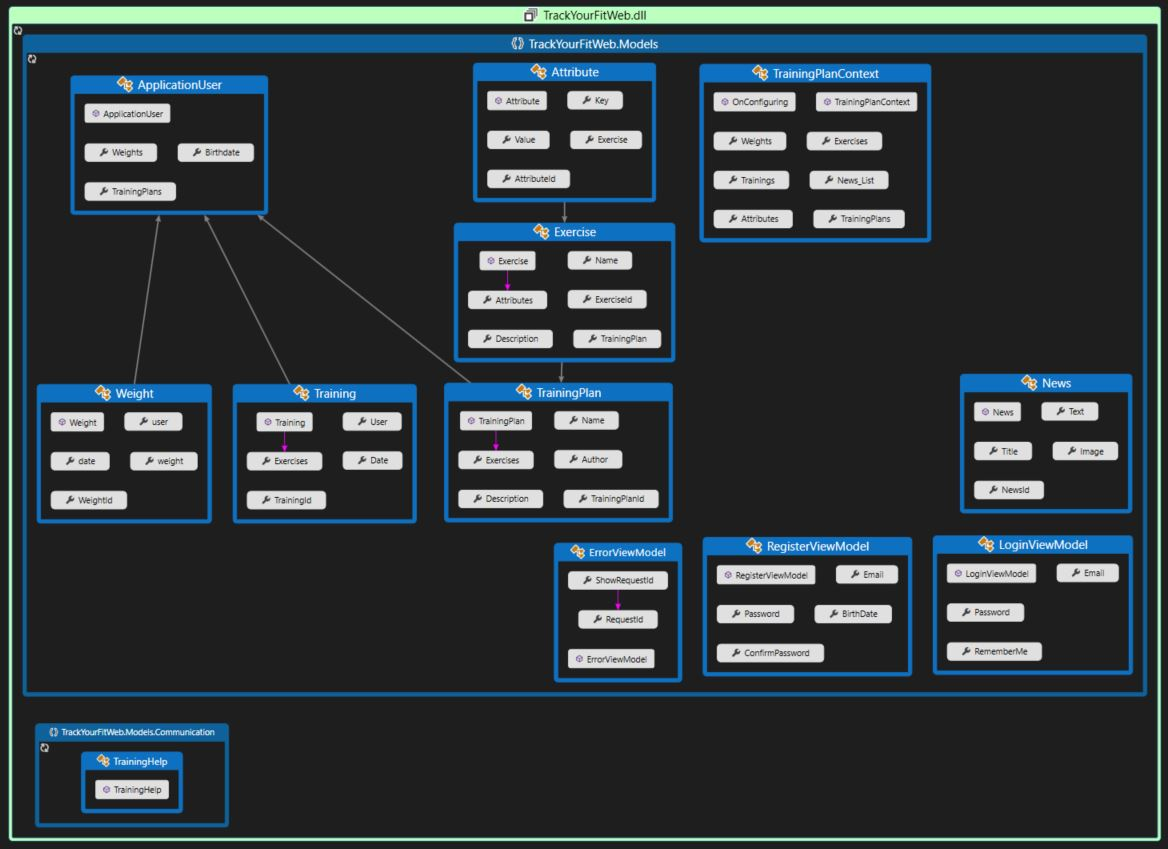 TrackYourFitWeb.dll
TrackYourFitWeb.Models
ApplicationUser
ApplicationUser
Weights
Birthdate
TrainingPlans
Attribute
Attribute
Key
Value
Exercise
AttributeId
TrainingPlanContext
OnConfiguring
TrainingPlanContext
Weights
Exercises
Trainings
News_List
Attributes
TrainingPlans
Exercise
Exercise
Name
Attributes
ExerciseId
Description
TrainingPlan
Weight
Weight
user
date
weight
WeightId
Training
Training
User
Exercises
Date
TrainingId
TrainingPlan
TrainingPlan
Name
Exercises
Author
Description
TrainingPlanId
News
News
Text
Title
Image
NewsId
ErrorViewModel
ShowRequestId
RequestId
ErrorViewModel
RegisterViewModel
RegisterViewModel
Email
Password
BirthDate
ConfirmPassword
LoginViewModel
LoginViewModel
Email
Password
RememberMe
TrackYourFitWeb.Models.Communication
TrainingHelp
TrainingHelp